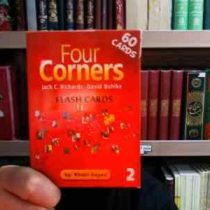 60
CARDS
Four
Corners
Jack C. Richards · David Bohlke
FLASH CARDS
2